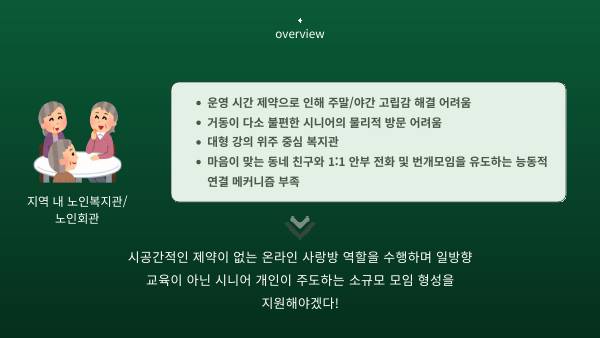 overview
• 운영 시간 제약으로 인해 주말/야간 고립감 해결 어려움
• 거동이 다소 불편한 시니어의 물리적 방문 어려움
• 대형 강의 위주 중심 복지관
• 마음이 맞는 동네 친구와 1:1 안부 전화 및 번개모임을 유도하는 능동적
연결 메커니즘 부족
지역 내 노인복지관/
노인회관
시공간적인 제약이 없는 온라인 사랑방 역할을 수행하며 일방향
교육이 아닌 시니어 개인이 주도하는 소규모 모임 형성을
지원해야겠다!